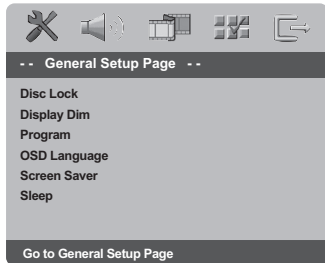 - - General Setup Page - -
Disc Lock
Display Dim
Program
OSD Language
Screen Saver
Sleep
Go to General Setup Page